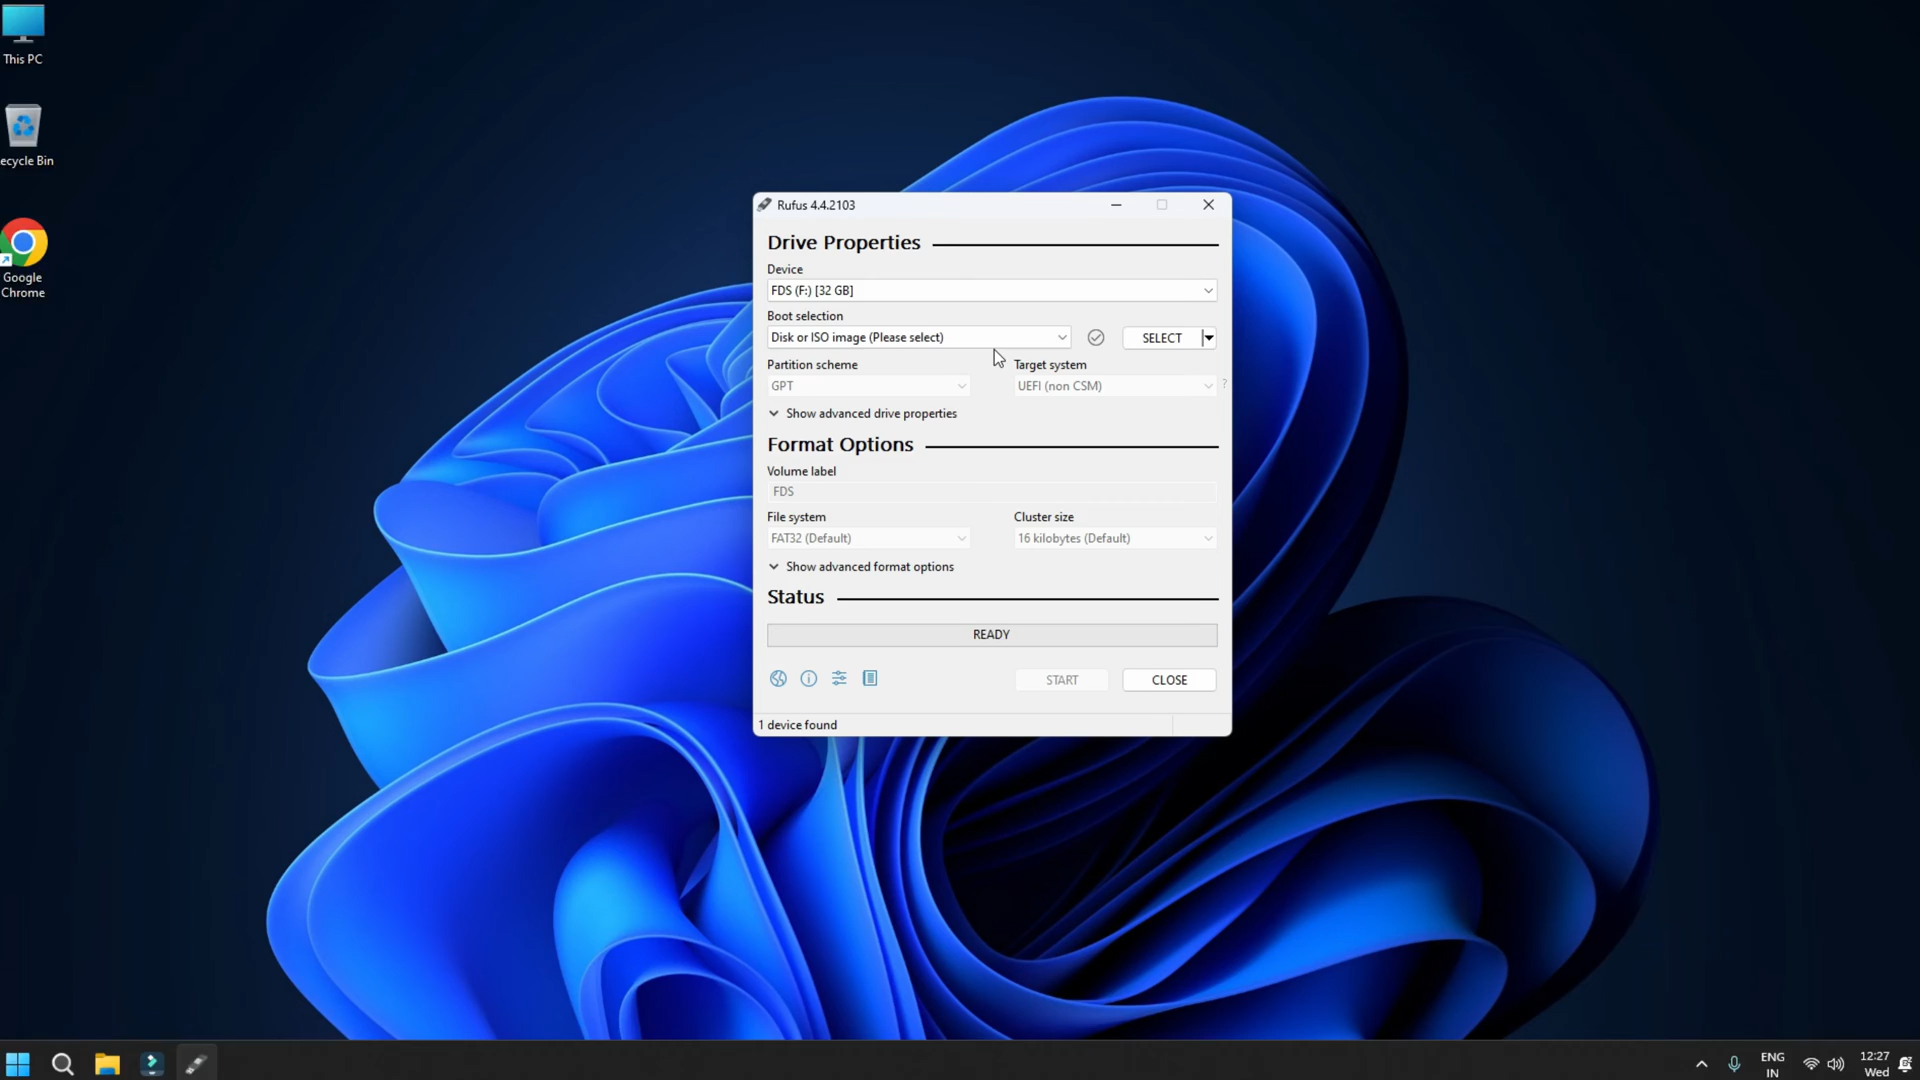 This PC
ecycle Bin
Google
Chrome
Rufus 4.4.2103
Drive Properties
Device
FDS (F:) [32 GB]
Boot selection
Disk or ISO image (Please select)
SELECT
Partition scheme
Target system
GPT
UEFI (non CSM)
?
Show advanced drive properties
Format Options
Volume label
FDS
File system
Cluster size
FAT32 (Default)
16 kilobytes (Default)
Show advanced format options
Status
READY
START
CLOSE
1 device found
ENG
IN
12:27
Wed